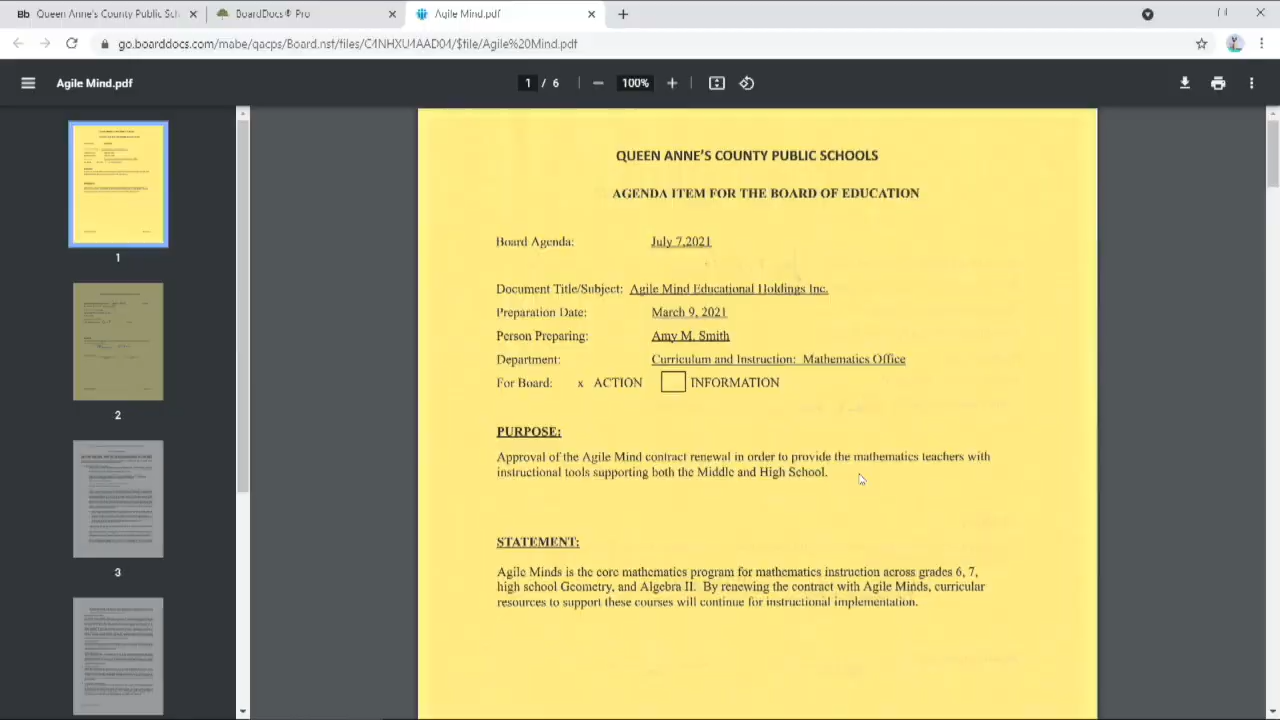 Bb Queen Anne's County Public Sch
BoardDocs® Pro
Agile Mind.pdf
go.boarddocs.com/mabe/qacps/Board.nsf/files/C4NHXU4AAD04/$file/Agile%20Mind.pdf
Agile Mind.pdf
1 / 6
100%
QUEEN ANNE'S COUNTY PUBLIC SCHOOLS
AGENDA ITEM FOR THE BOARD OF EDUCATION
Board Agenda: July 7,2021
Document Title/Subject: Agile Mind Educational Holdings Inc.
Preparation Date: March 9, 2021
Person Preparing: Amy M. Smith
Department: Curriculum and Instruction: Mathematics Office
For Board: x ACTION INFORMATION
PURPOSE:
Approval of the Agile Mind contract renewal in order to provide the mathematics teachers with
instructional tools supporting both the Middle and High School.
STATEMENT:
Agile Minds is the core mathematics program for mathematics instruction across grades 6, 7,
high school Geometry, and Algebra II. By renewing the contract with Agile Minds, curricular
resources to support these courses will continue for instructional implementation.
1
2
3